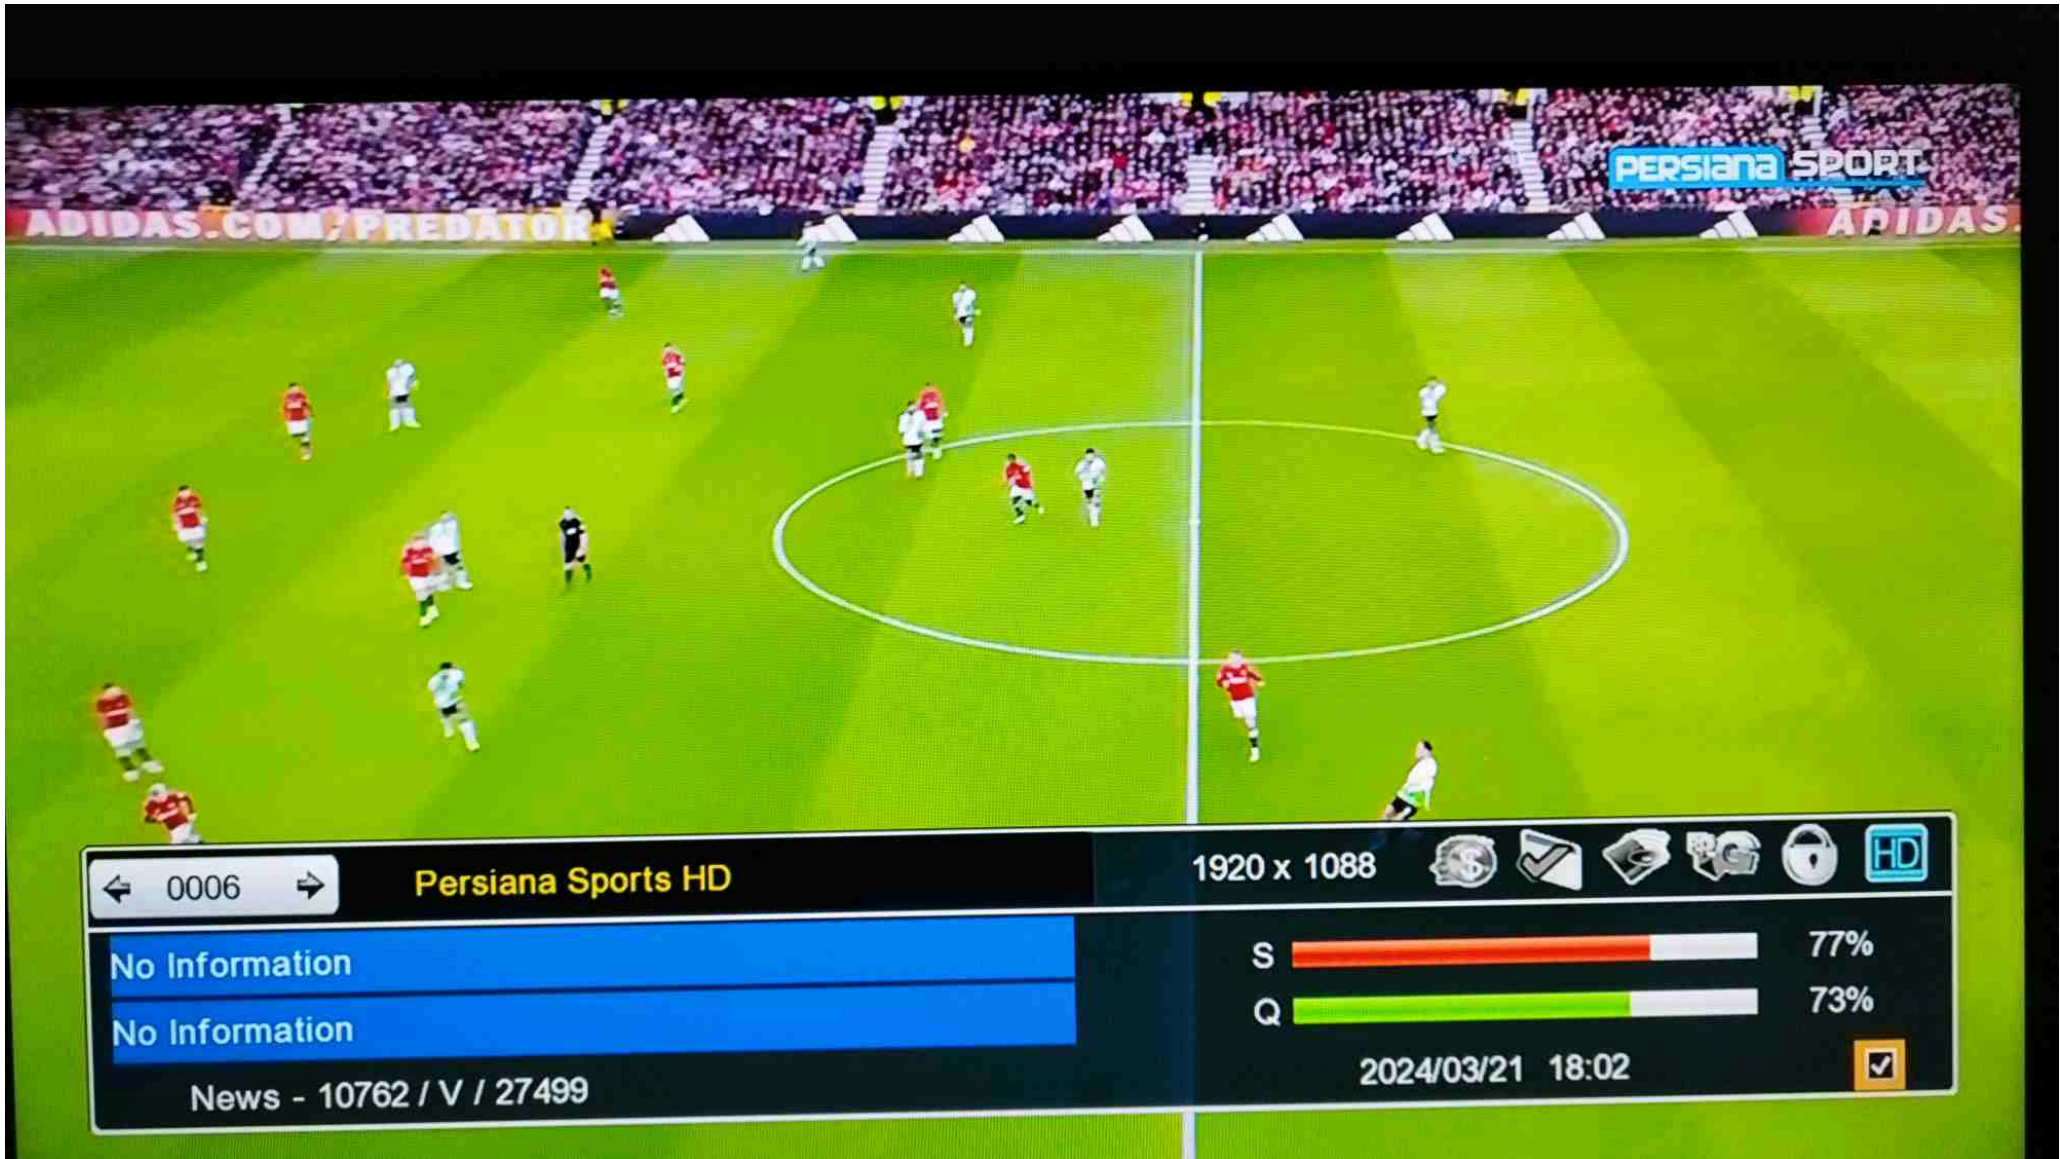 PERSIANA SPORT
ADIDAS.COM/PREDATOR
ADIDAS.
0006
Persiana Sports HD
1920 x 1088
HD
No Information
No Information
S
77%
Q
73%
News - 10762 / V / 27499
2024/03/21 18:02